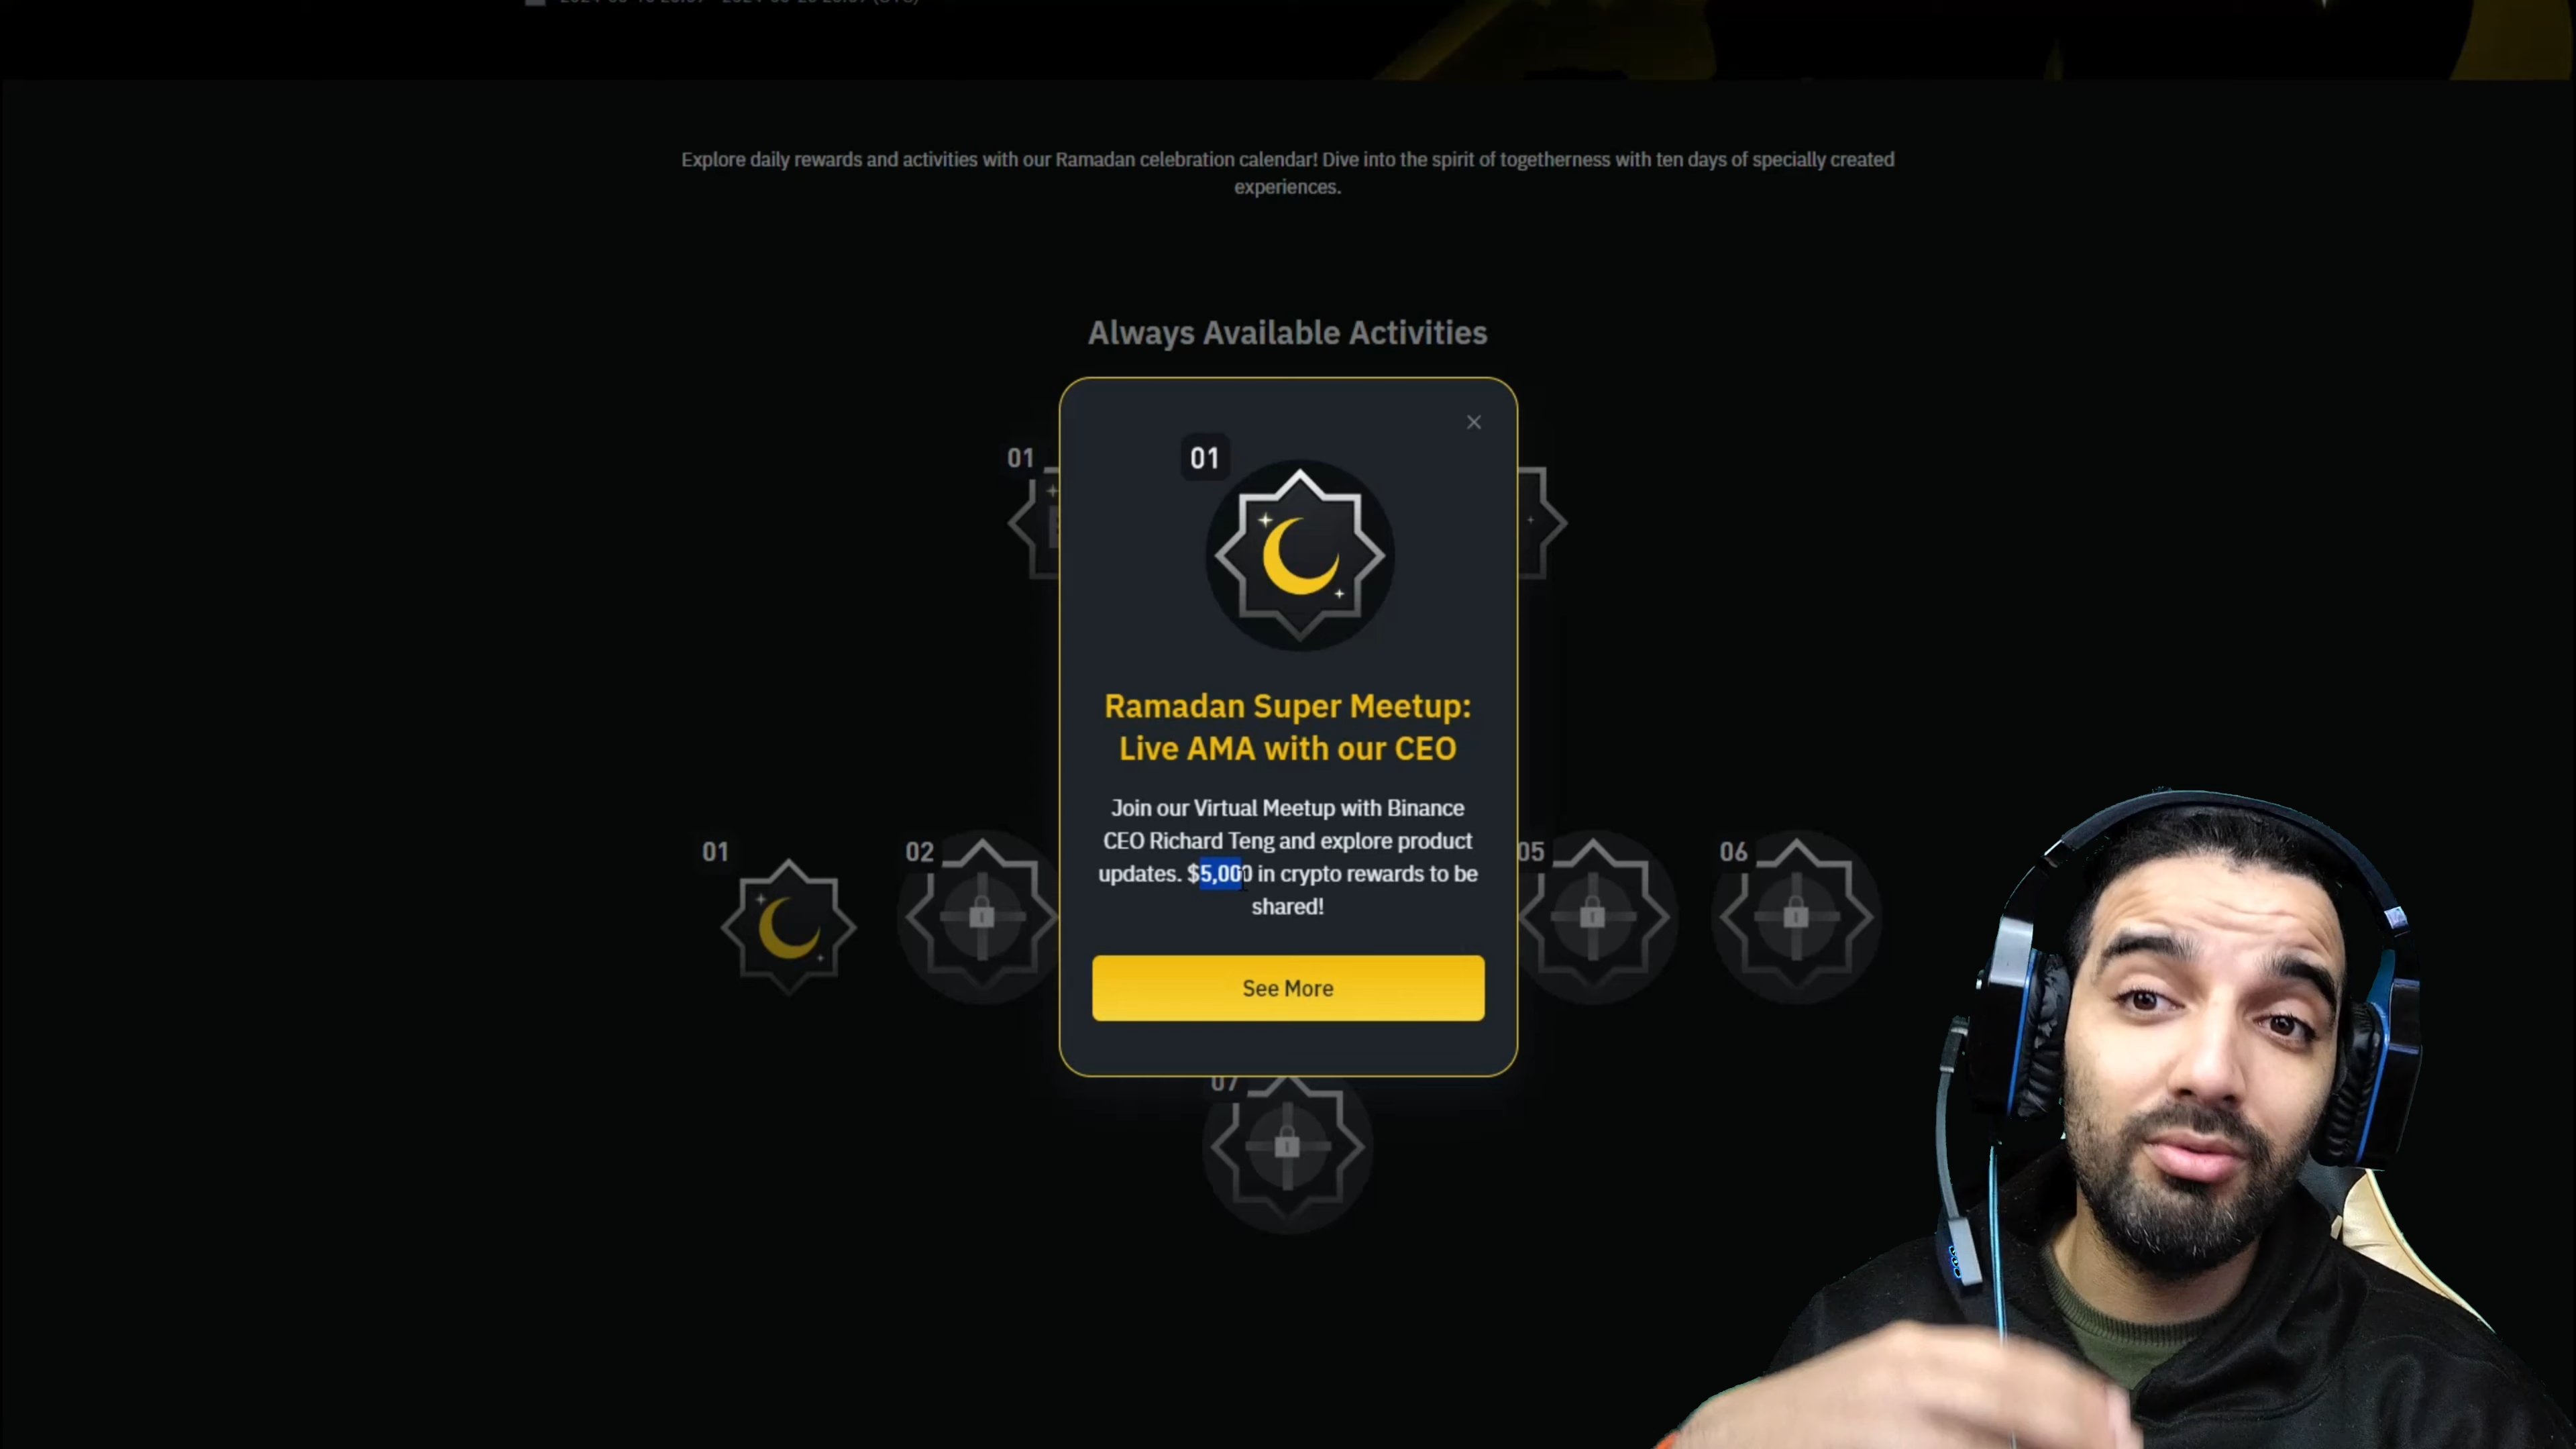 Explore daily rewards and activities with our Ramadan celebration calendar! Dive into the spirit of togetherness with ten days of specially created
experiences.
Always Available Activities
01
01
Ramadan Super Meetup:
Live AMA with our CEO
Join our Virtual Meetup with Binance
CEO Richard Teng and explore product
updates. $5,000 in crypto rewards to be
shared!
See More
01
02
05
06
07